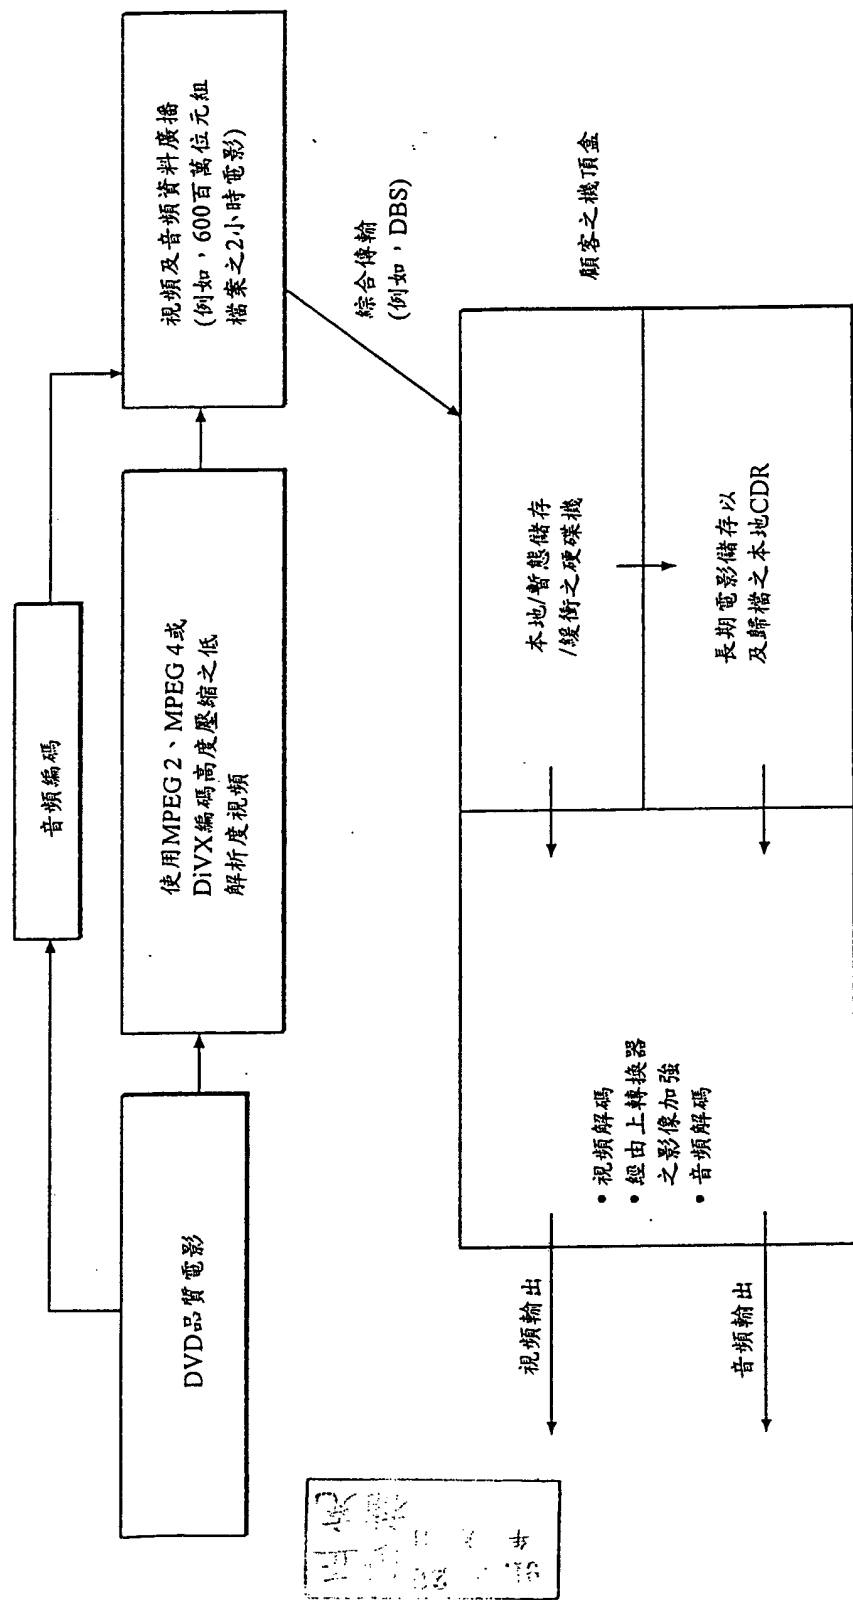 音頻編碼
DVD品質電影
使用MPEG 2、MPEG 4或
DiVX編碼高度壓縮之低
解析度視頻
視頻及音頻資料廣播
(例如，600百萬位元組
檔案之2小時電影)
綜合傳輸
(例如，DBS)
顧客之機頂盒
視頻輸出
音頻輸出
• 視頻解碼
• 經由上轉換器
之影像加強
• 音頻解碼
本地/暫態儲存
/緩衝之硬碟機
長期電影儲存以
及歸檔之本地CDR
年